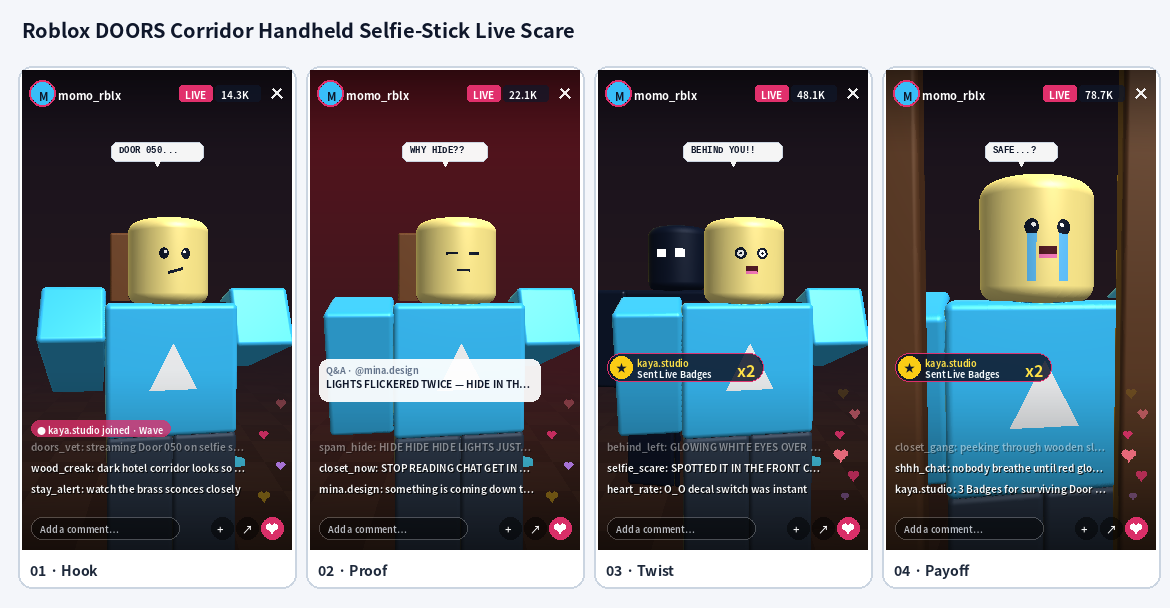 Roblox DOORS Corridor Handheld Selfie-Stick Live Scare
M momo_rblx LIVE 14.3K
DOOR 050...
kaya.studio joined · Wave
doors_vet: streaming Door 050 on selfie s...
wood_creak: dark hotel corridor looks so ...
stay_alert: watch the brass sconces closely
Add a comment...
01 · Hook
M momo_rblx LIVE 22.1K
WHY HIDE??
Q&A · @mina.design
LIGHTS FLICKERED TWICE — HIDE IN TH...
spam_hide: HIDE HIDE HIDE LIGHTS JUST...
closet_now: STOP READING CHAT GET IN ...
mina.design: something is coming down t...
Add a comment...
02 · Proof
M momo_rblx LIVE 48.1K
BEHIND YOU!!
kaya.studio
Sent Live Badges x2
behind_left: GLOWING WHITE EYES OVER ...
selfie_scare: SPOTTED IT IN THE FRONT C...
heart_rate: O_O decal switch was instant
Add a comment...
03 · Twist
M momo_rblx LIVE 78.7K
SAFE...?
kaya.studio
Sent Live Badges x2
closet_gang: peeking through wooden sl...
shhh_chat: nobody breathe until red glo...
kaya.studio: 3 Badges for surviving Door ...
Add a comment...
04 · Payoff